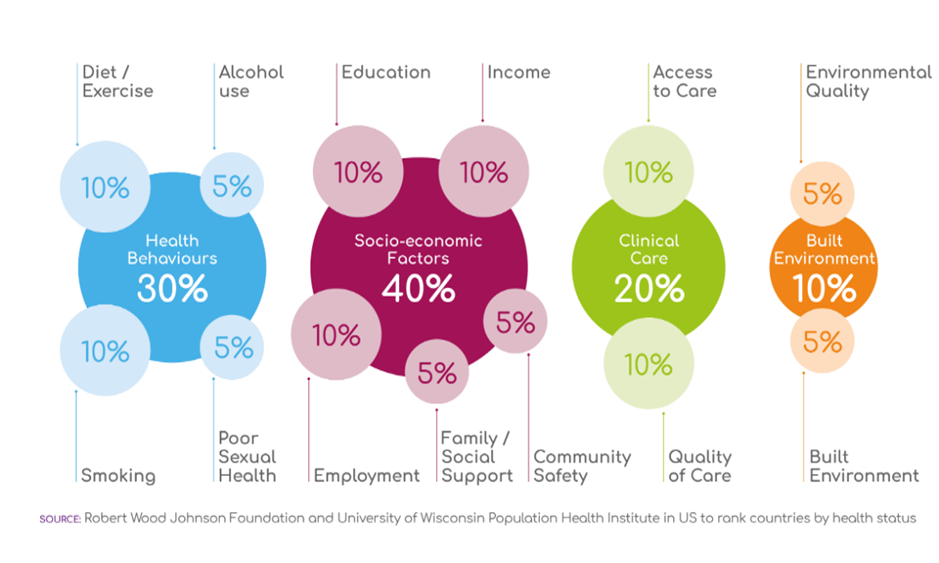 Diet /
Exercise
Alcohol
use
Education
Income
Access
to Care
Environmental
Quality
10%
5%
10%
10%
10%
5%
Health
Behaviours
30%
Socio-economic
Factors
40%
Clinical
Care
20%
Built
Environment
10%
10%
5%
10%
5%
5%
10%
5%
Smoking
Poor
Sexual
Health
Employment
Family /
Social
Support
Community
Safety
Quality
of Care
Built
Environment
SOURCE: Robert Wood Johnson Foundation and University of Wisconsin Population Health Institute in US to rank countries by health status